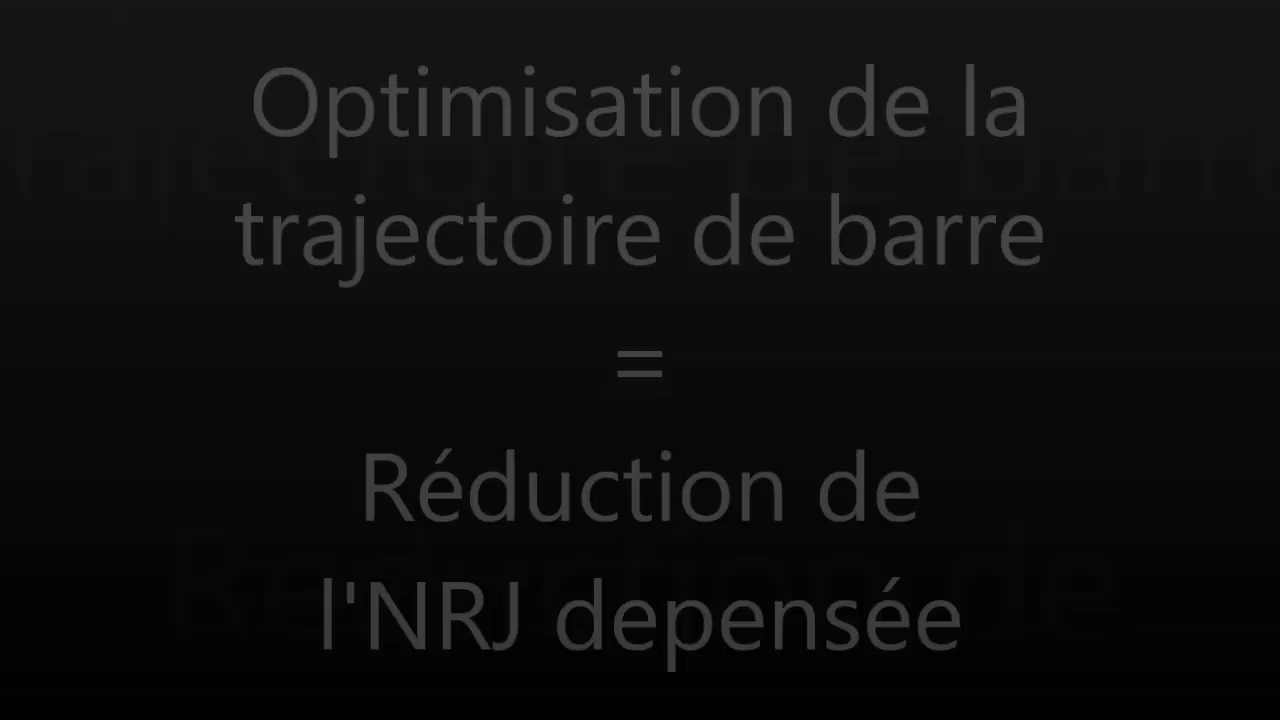 Optimisation de la
trajectoire de barre
=
Réduction de
l'NRJ depensée